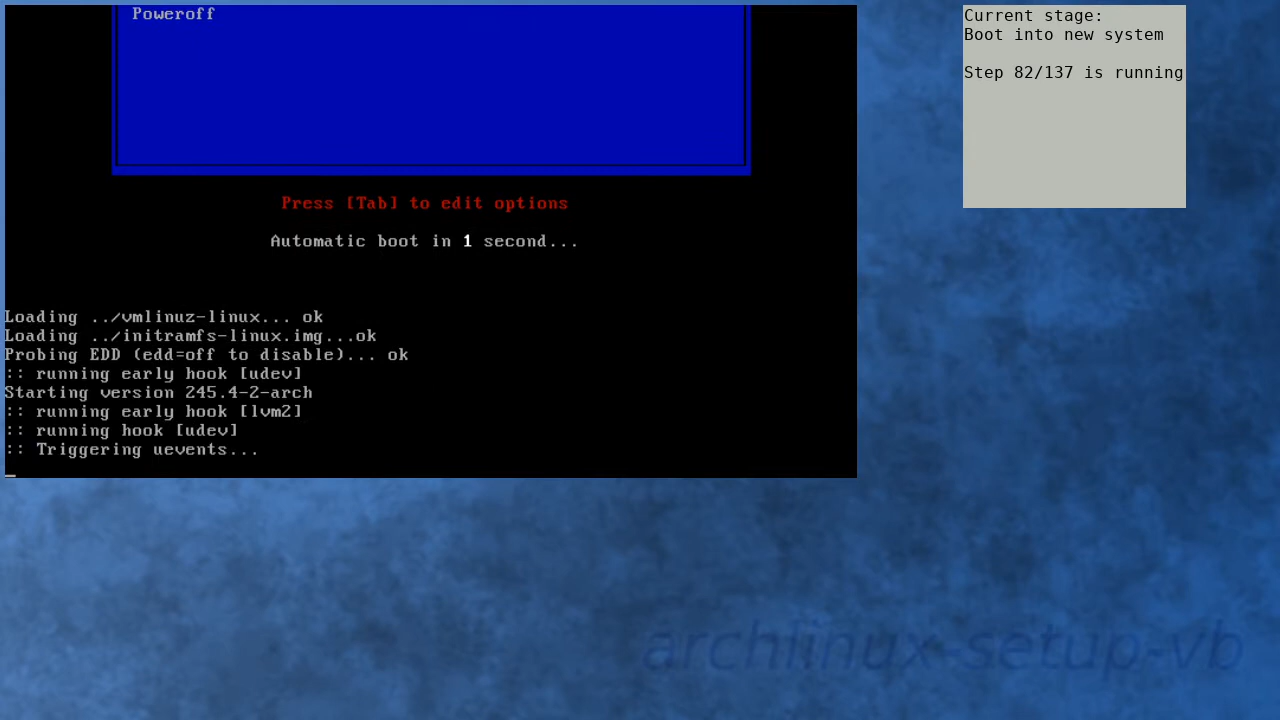 Poweroff
Press [Tab] to edit options
Automatic boot in 1 second...
Loading ../vmlinuz-linux... ok
Loading ../initramfs-linux.img...ok
Probing EDD (edd=off to disable)... ok
:: running early hook [udev]
Starting version 245.4-2-arch
:: running early hook [lvm2]
:: running hook [udev]
:: Triggering uevents...
_
Current stage:
Boot into new system
Step 82/137 is running
archlinux-setup-vb